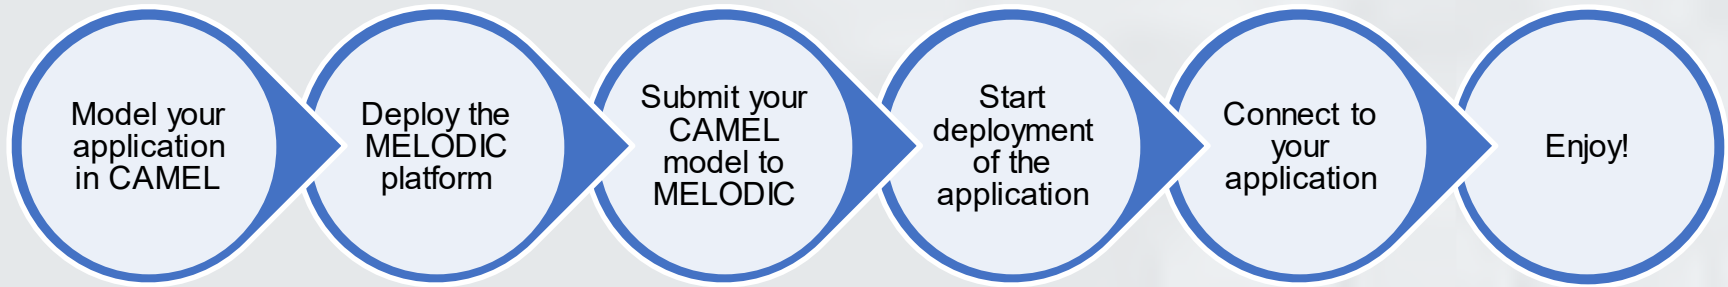 Model your
application
in CAMEL
Deploy the
MELODIC
platform
Submit your
CAMEL
model to
MELODIC
Start
deployment
of the
application
Connect to
your
application
Enjoy!